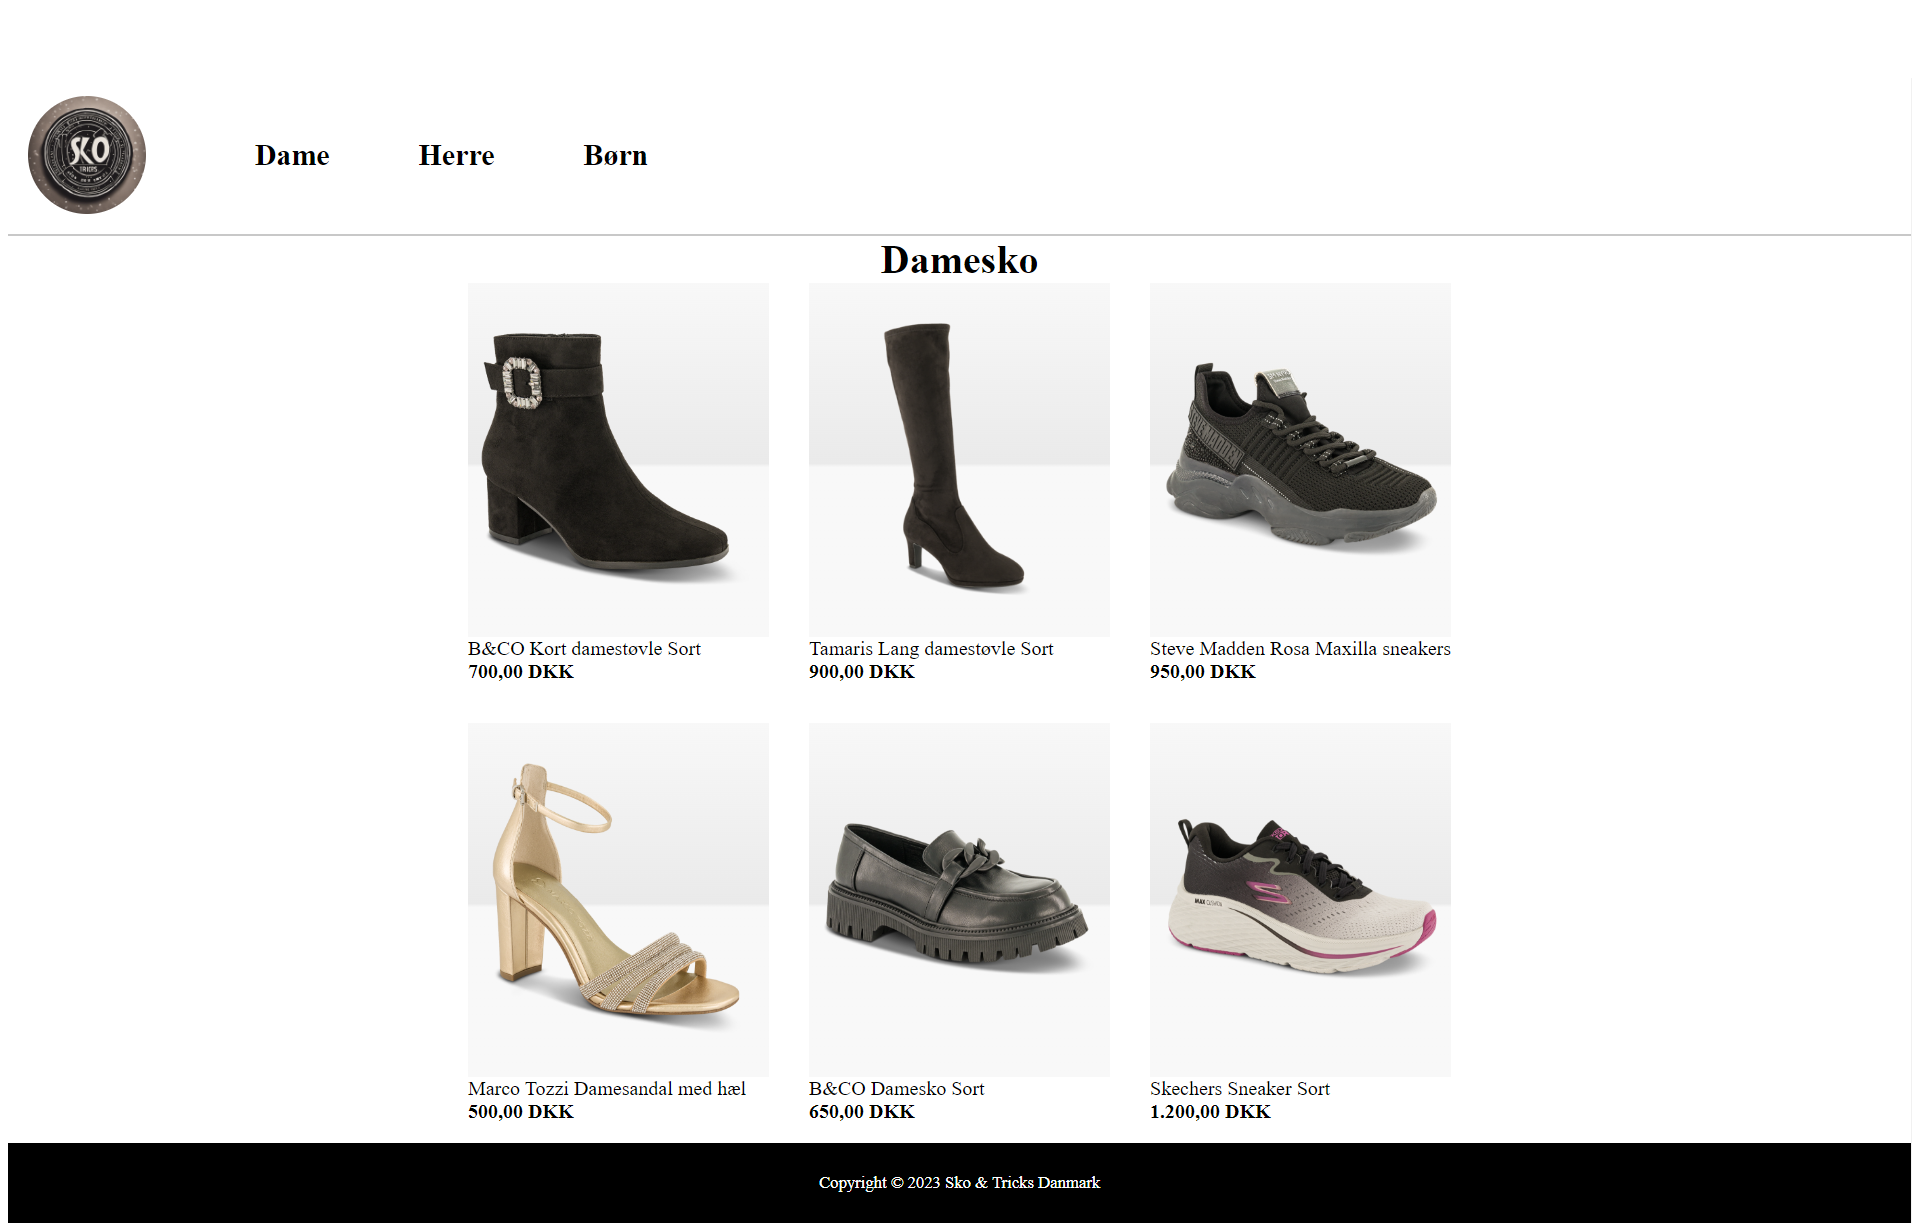 SKO
TRICKS
Dame
Herre
Børn
Damesko
B&CO Kort damestøvle Sort
700,00 DKK
Tamaris Lang damestøvle Sort
900,00 DKK
Steve Madden Rosa Maxilla sneakers
950,00 DKK
Marco Tozzi Damesandal med hæl
500,00 DKK
B&CO Damesko Sort
650,00 DKK
MAX CUSHION
Skechers Sneaker Sort
1.200,00 DKK
Copyright © 2023 Sko & Tricks Danmark